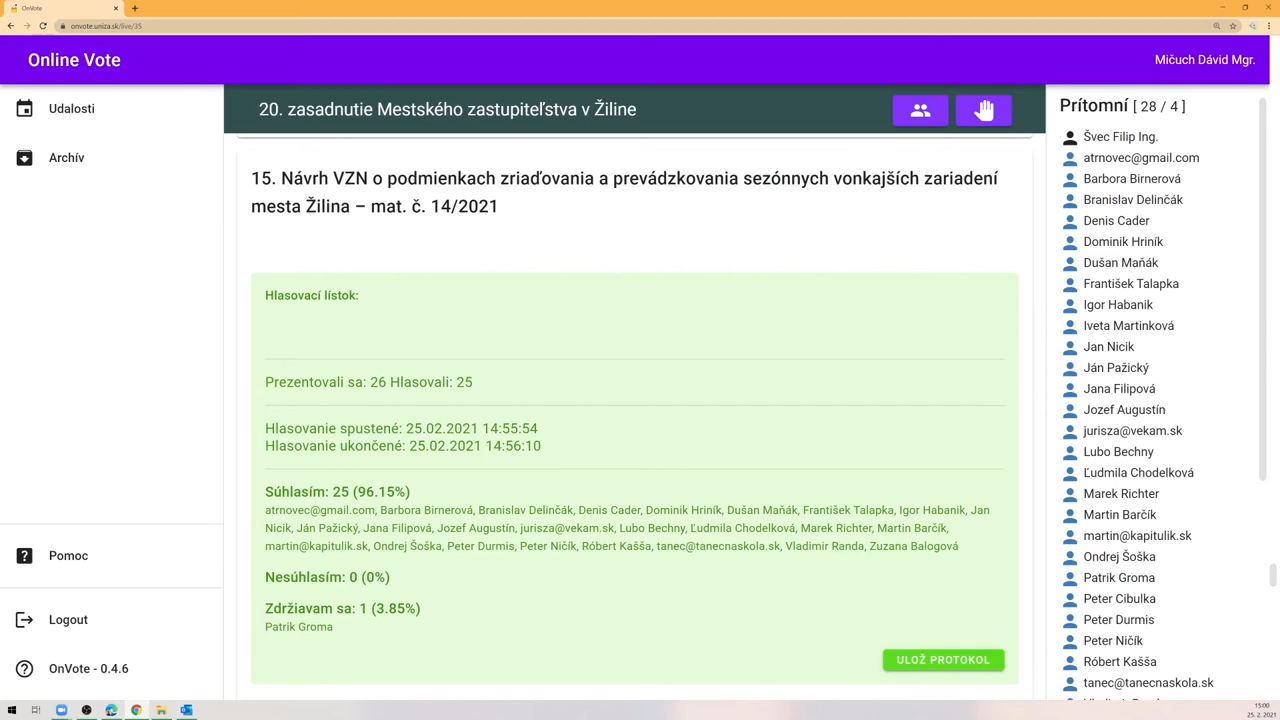 OnVote
onvote.uniza.sk/live/35
Online Vote
Mičuch Dávid Mgr.
Udalosti
Archív
Pomoc
Logout
OnVote - 0.4.6
20. zasadnutie Mestského zastupiteľstva v Žiline
15. Návrh VZN o podmienkach zriaďovania a prevádzkovania sezónnych vonkajších zariadení
mesta Žilina – mat. č. 14/2021
Hlasovací lístok:
Prezentovali sa: 26 Hlasovali: 25
Hlasovanie spustené: 25.02.2021 14:55:54
Hlasovanie ukončené: 25.02.2021 14:56:10
Súhlasím: 25 (96.15%)
atrnovec@gmail.com, Barbora Birnerová, Branislav Delinčák, Denis Cader, Dominik Hriník, Dušan Maňák, František Talapka, Igor Habanik, Jan
Nicik, Ján Pažický, Jana Filipová, Jozef Augustín, jurisza@vekam.sk, Lubo Bechny, Ľudmila Chodelková, Marek Richter, Martin Barčík,
martin@kapitulik.sk, Ondrej Šoška, Peter Durmis, Peter Ničík, Róbert Kašša, tanec@tanecnaskola.sk, Vladimir Randa, Zuzana Balogová
Nesúhlasím: 0 (0%)
Zdržiavam sa: 1 (3.85%)
Patrik Groma
ULOŽ PROTOKOL
Prítomní [ 28 / 4 ]
Švec Filip Ing.
atrnovec@gmail.com
Barbora Birnerová
Branislav Delinčák
Denis Cader
Dominik Hriník
Dušan Maňák
František Talapka
Igor Habanik
Iveta Martinková
Jan Nicik
Ján Pažický
Jana Filipová
Jozef Augustín
jurisza@vekam.sk
Lubo Bechny
Ľudmila Chodelková
Marek Richter
Martin Barčík
martin@kapitulik.sk
Ondrej Šoška
Patrik Groma
Peter Cibulka
Peter Durmis
Peter Ničík
Róbert Kašša
tanec@tanecnaskola.sk
15:00
25. 2. 2021